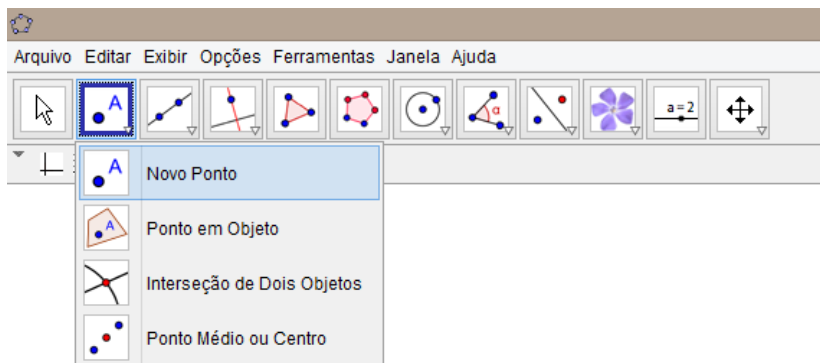 Arquivo Editar Exibir Opções Ferramentas Janela Ajuda
A α a=2
A Novo Ponto
A Ponto em Objeto
Interseção de Dois Objetos
Ponto Médio ou Centro